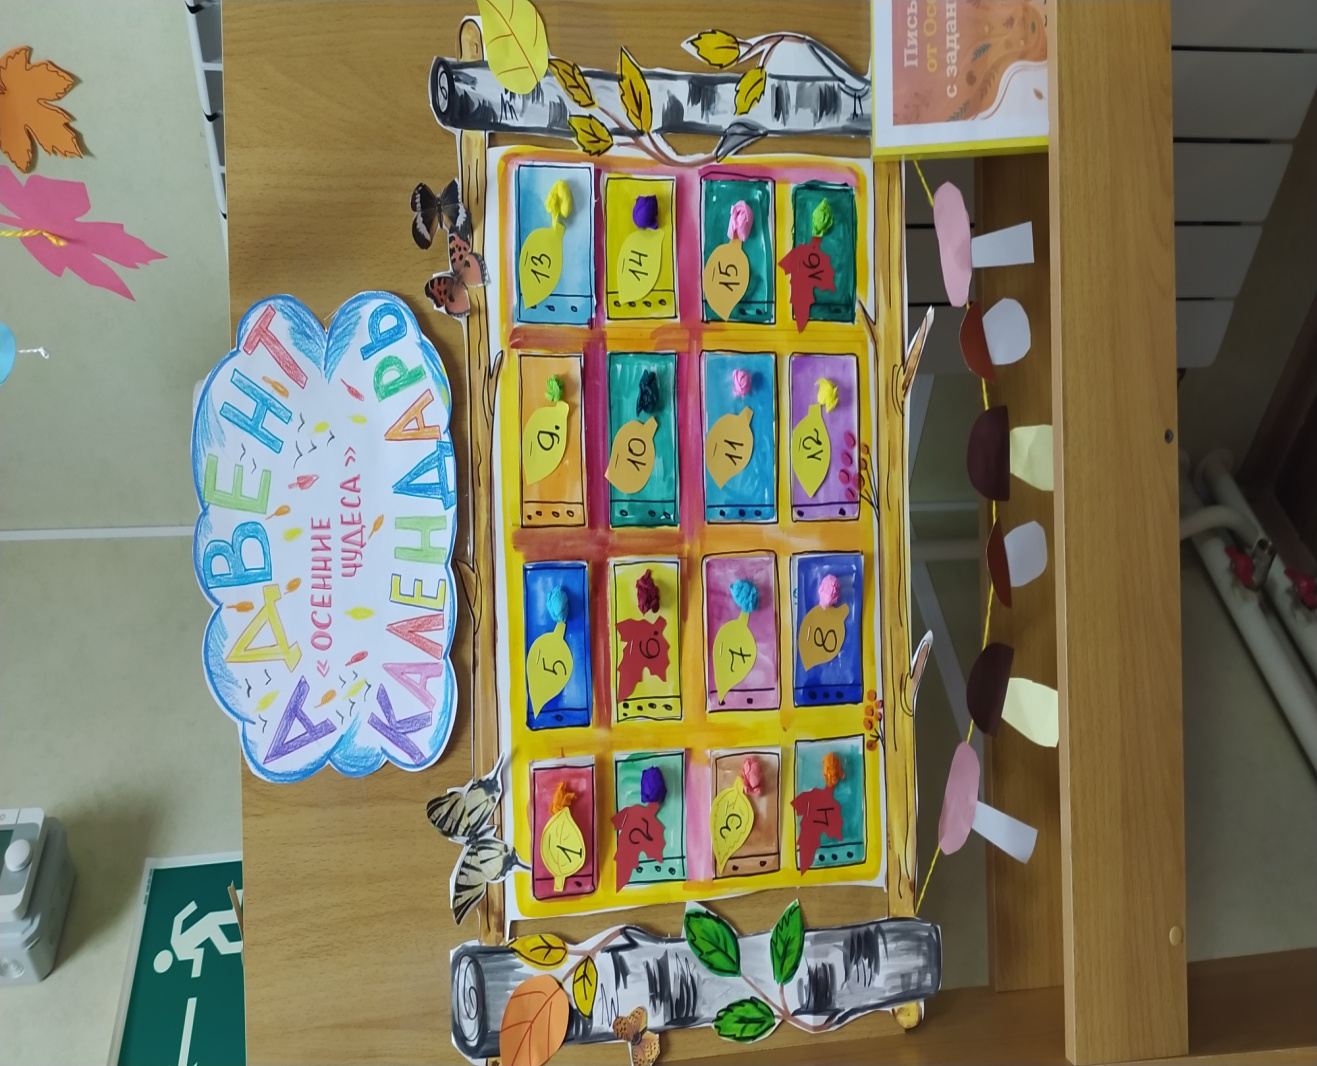 АДВЕНТ
«ОСЕННИЕ
ЧУДЕСА»
КАЛЕНДАРЬ
1 5 9. 13
2 6. 10 14
3 7 11 15
4 8 12 16
Пись
от Ос
с задан